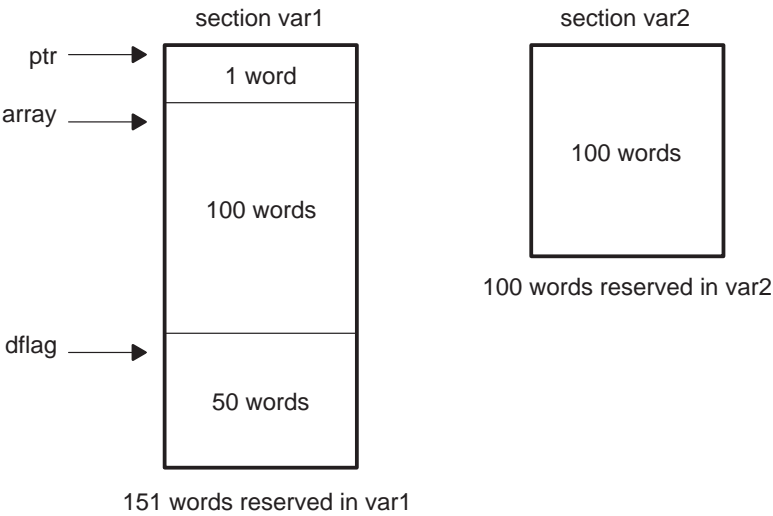 section var1
ptr
1 word
array
100 words
dflag
50 words
151 words reserved in var1
section var2
100 words
100 words reserved in var2